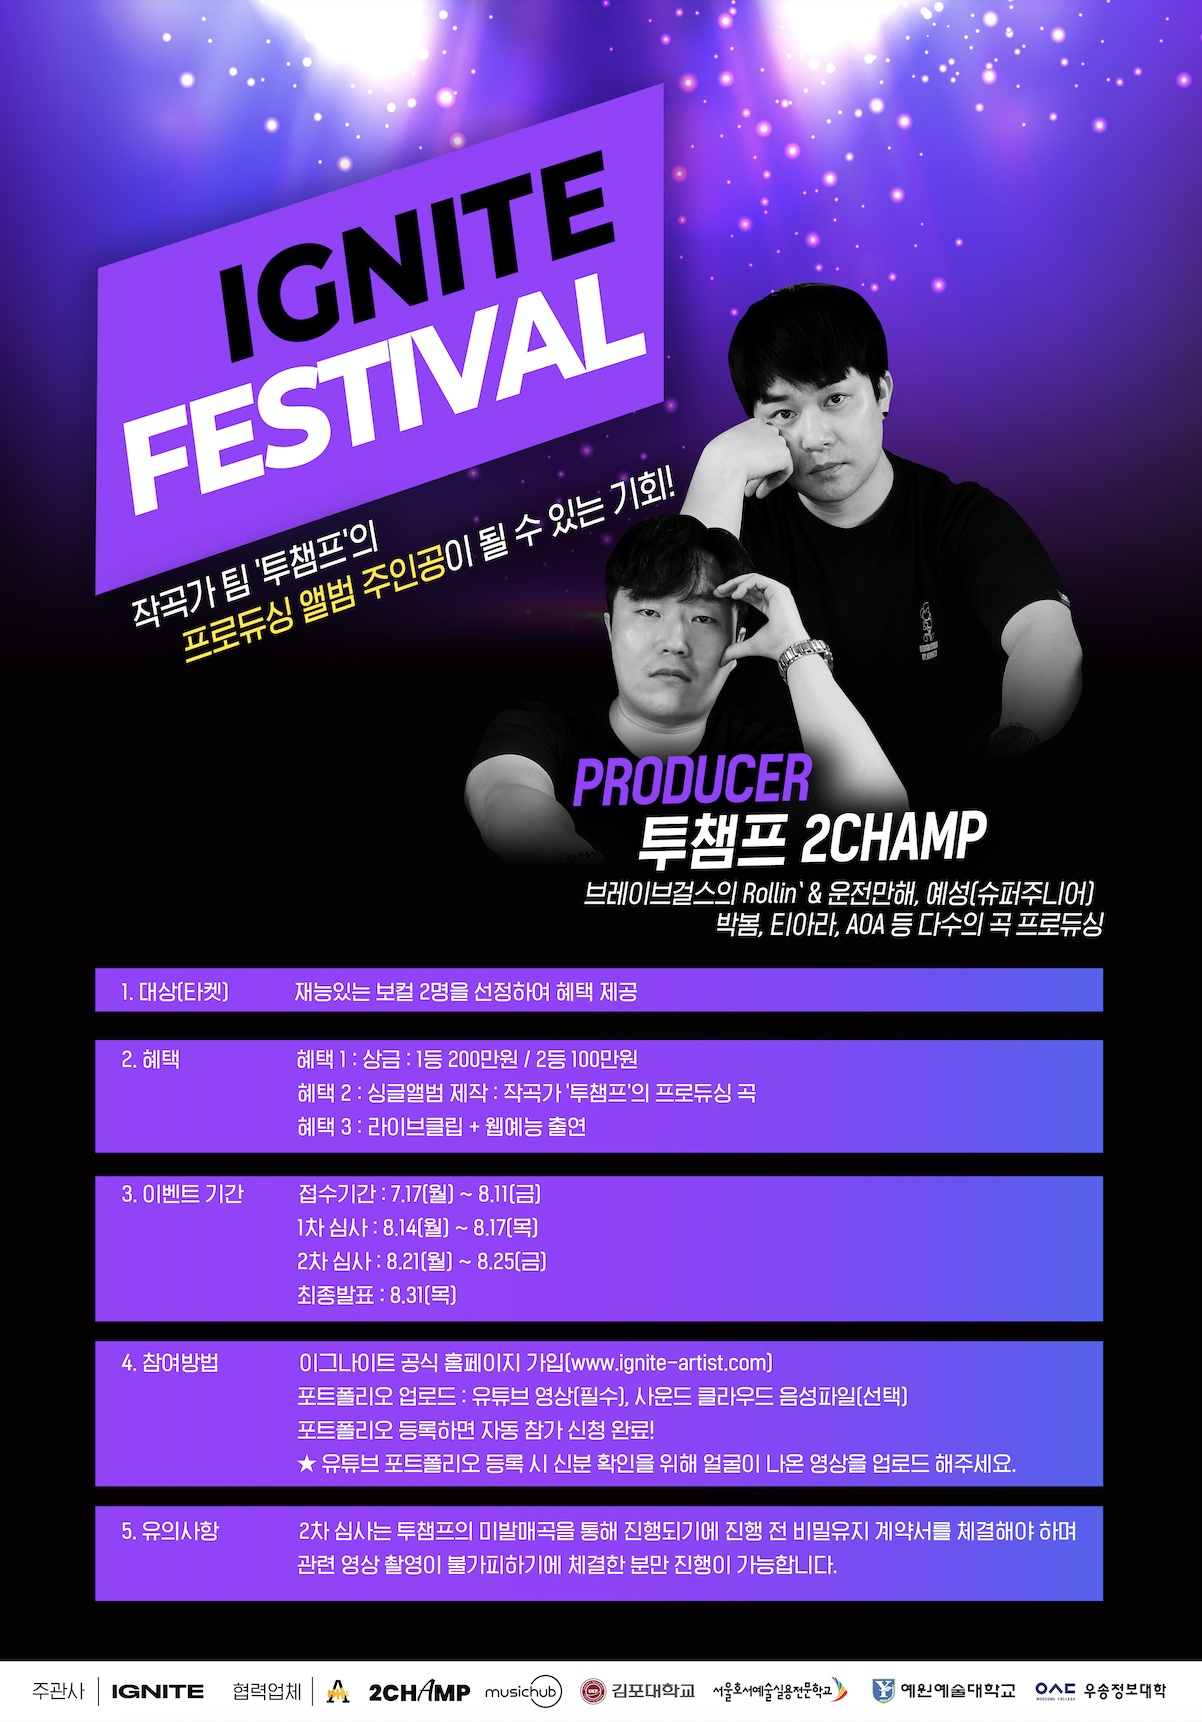 IGNITE
FESTIVAL
작곡가 팀 '투챔프'의
프로듀싱 앨범 주인공이 될 수 있는 기회!
PRODUCER
투챔프 2CHAMP
브레이브걸스의 Rollin` & 운전만해, 예성(슈퍼주니어)
박봄, 티아라, AOA 등 다수의 곡 프로듀싱
1. 대상(타켓) 재능있는 보컬 2명을 선정하여 혜택 제공
2. 혜택 혜택 1 : 상금 : 1등 200만원 / 2등 100만원
혜택 2 : 싱글앨범 제작 : 작곡가 '투챔프'의 프로듀싱 곡
혜택 3 : 라이브클립 + 웹예능 출연
3. 이벤트 기간 접수기간 : 7.17(월) ~ 8.11(금)
1차 심사 : 8.14(월) ~ 8.17(목)
2차 심사 : 8.21(월) ~ 8.25(금)
최종발표 : 8.31(목)
4. 참여방법 이그나이트 공식 홈페이지 가입(www.ignite-artist.com)
포트폴리오 업로드 : 유튜브 영상(필수), 사운드 클라우드 음성파일(선택)
포트폴리오 등록하면 자동 참가 신청 완료!
★ 유튜브 포트폴리오 등록 시 신분 확인을 위해 얼굴이 나온 영상을 업로드 해주세요.
5. 유의사항 2차 심사는 투챔프의 미발매곡을 통해 진행되기에 진행 전 비밀유지 계약서를 체결해야 하며
관련 영상 촬영이 불가피하기에 체결한 분만 진행이 가능합니다.
주관사 IGNITE 협력업체 2CHAMP musichub 김포대학교 서울호서예술실용전문학교 예원예술대학교 우송정보대학
WOOSONG COLLEGE